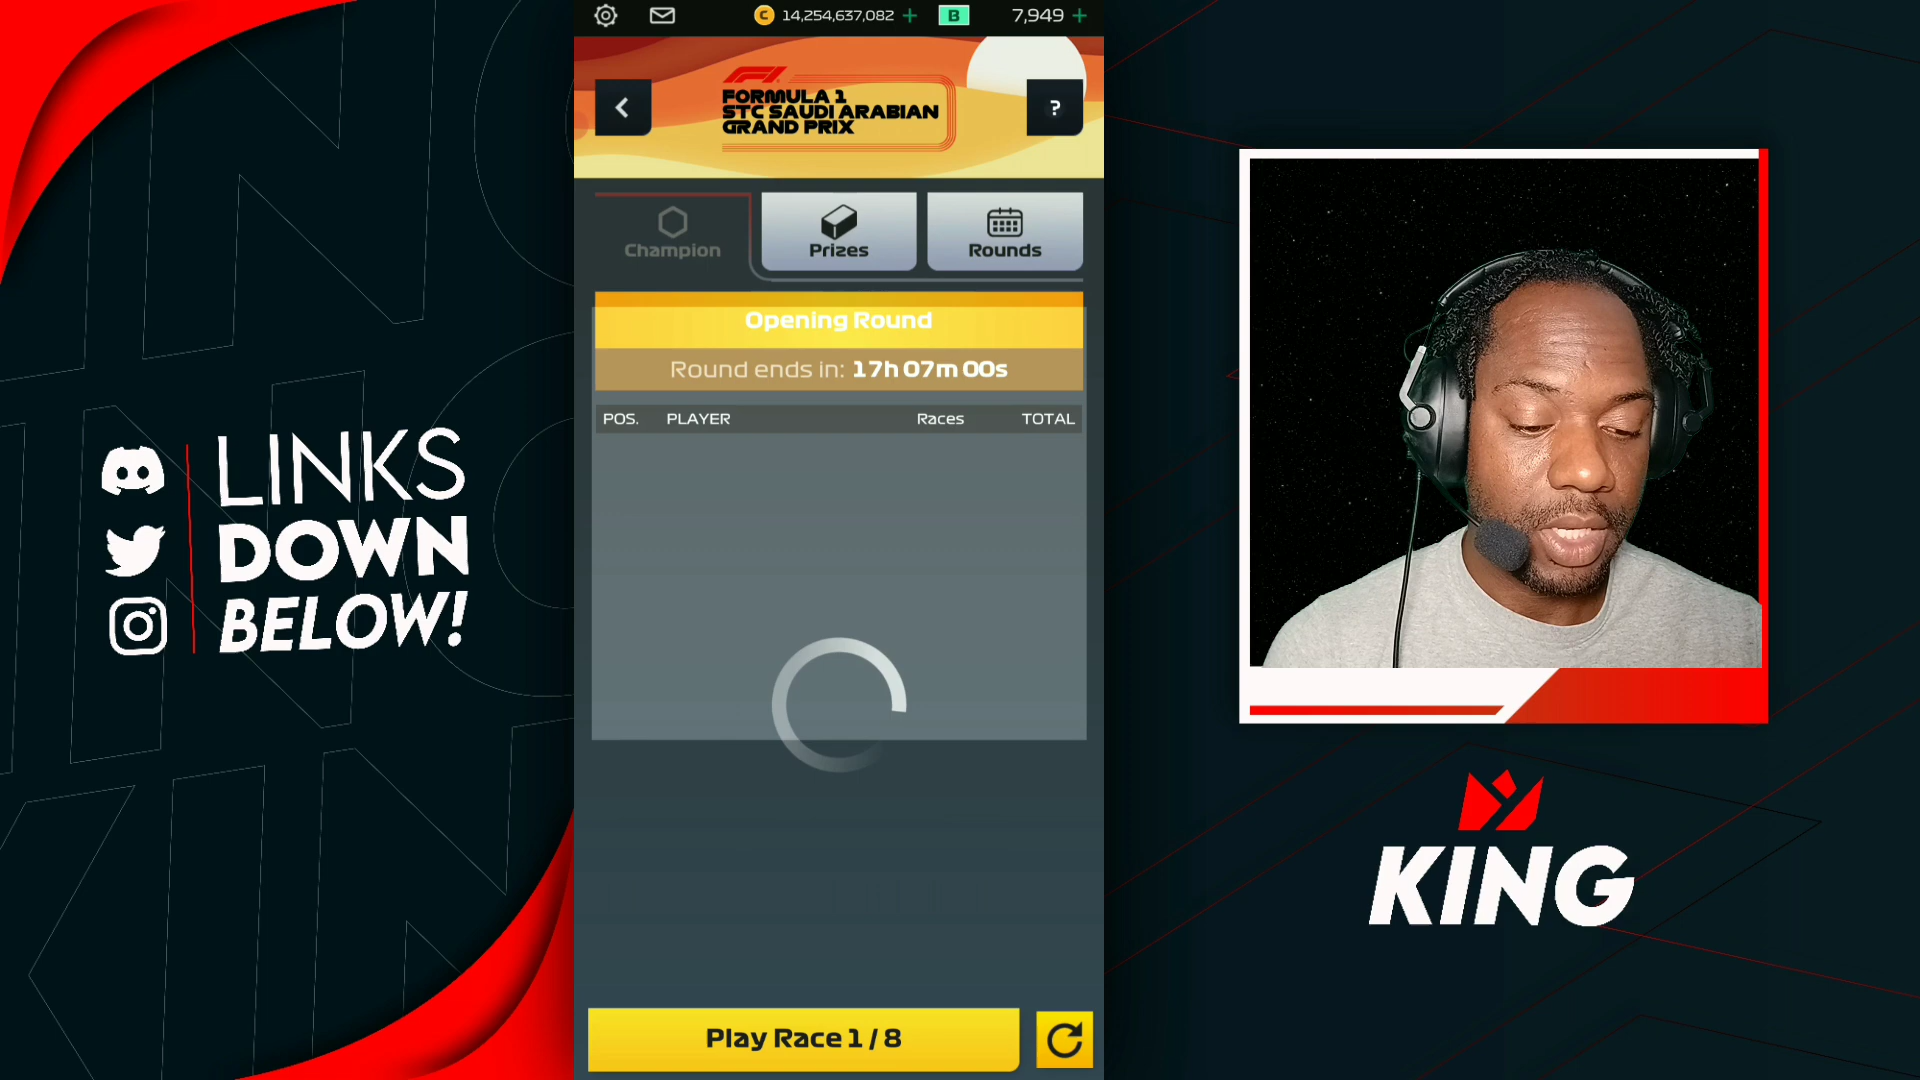 14,254,637,082
B
7,949
FORMULA 1
STC SAUDI ARABIAN
GRAND PRIX
?
Champion
Prizes
Rounds
Opening Round
Round ends in: 17h 07m 00s
POS. PLAYER Races TOTAL
Play Race 1 / 8
LINKS
DOWN
BELOW!
KING